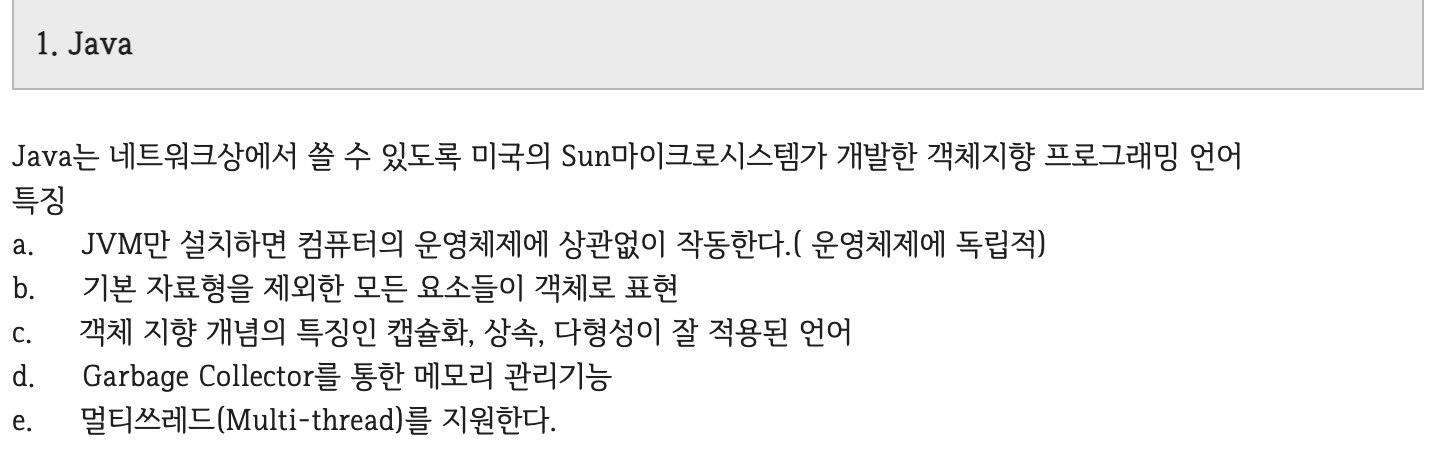 1. Java
Java는 네트워크상에서 쓸 수 있도록 미국의 Sun마이크로시스템가 개발한 객체지향 프로그래밍 언어
특징
a. JVM만 설치하면 컴퓨터의 운영체제에 상관없이 작동한다.( 운영체제에 독립적)
b. 기본 자료형을 제외한 모든 요소들이 객체로 표현
c. 객체 지향 개념의 특징인 캡슐화, 상속, 다형성이 잘 적용된 언어
d. Garbage Collector를 통한 메모리 관리기능
e. 멀티쓰레드(Multi-thread)를 지원한다.